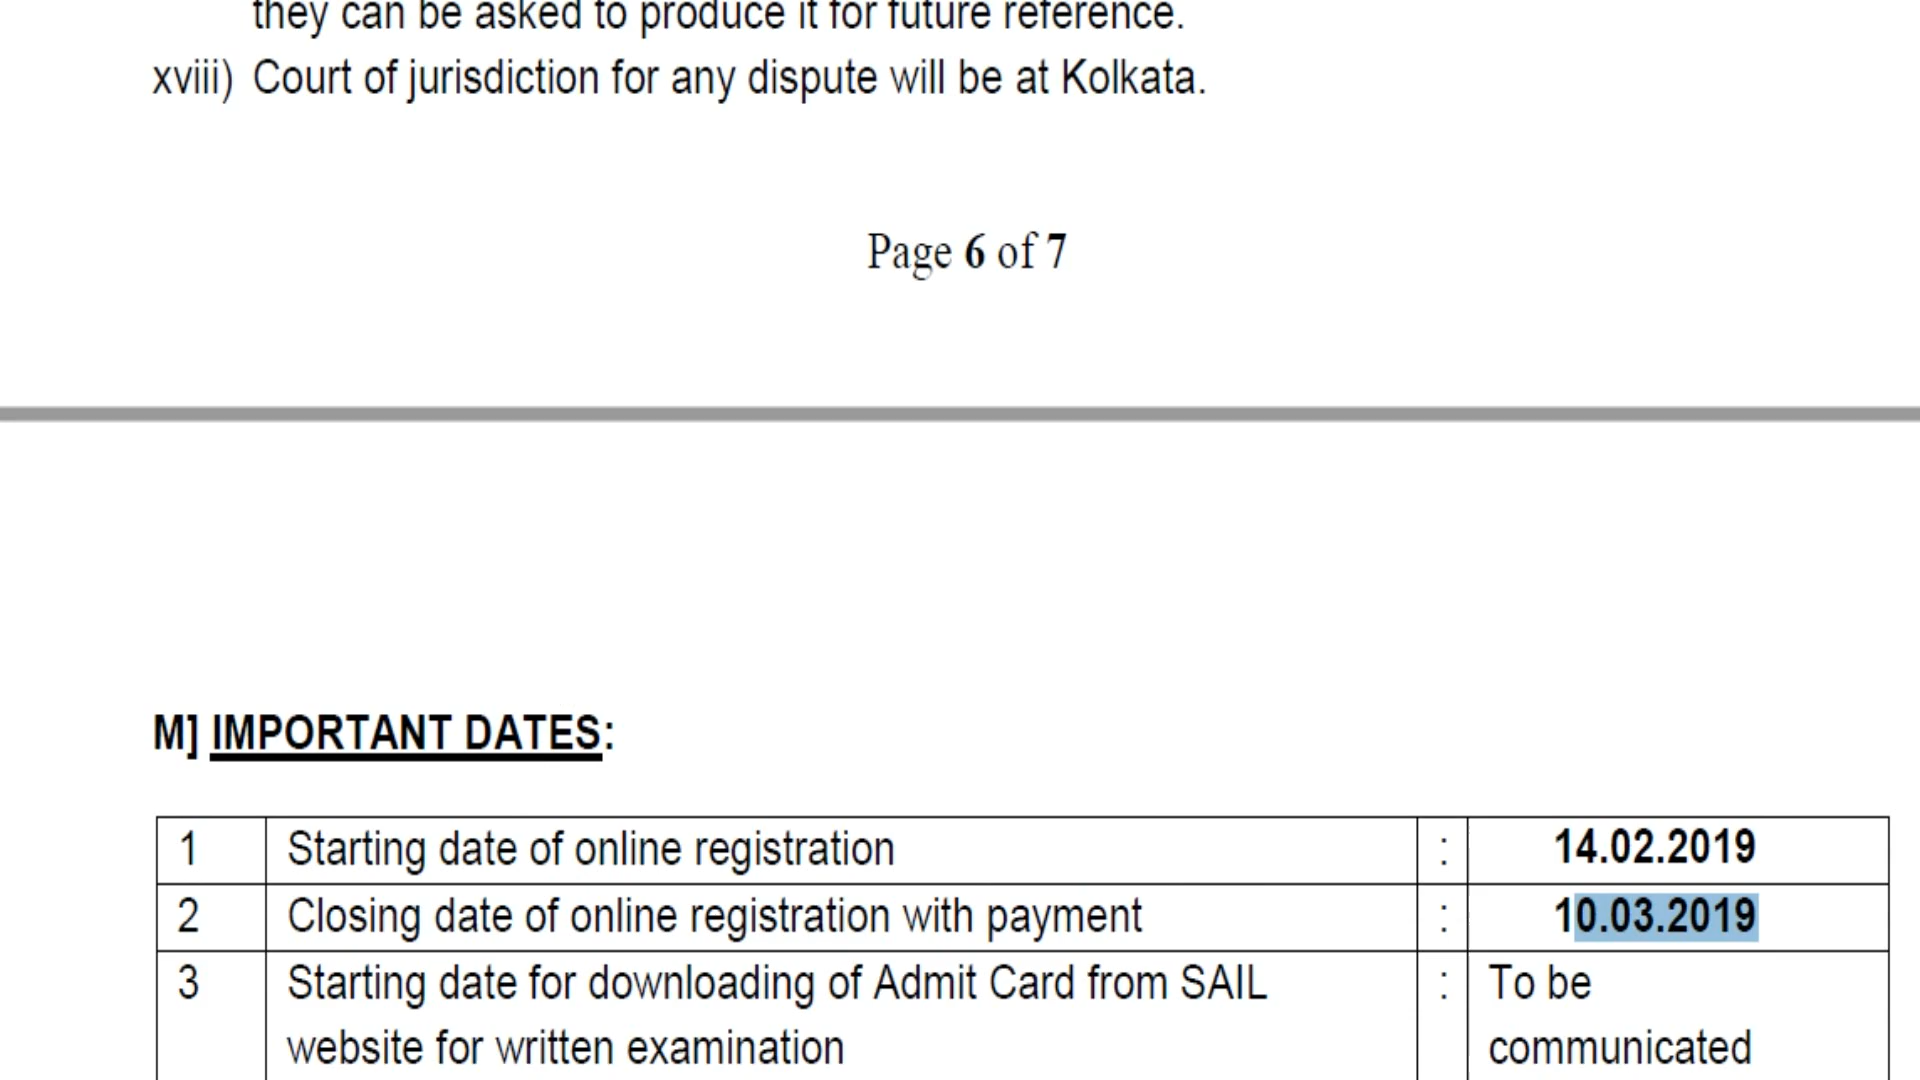 they can be asked to produce it for future reference.
xviii) Court of jurisdiction for any dispute will be at Kolkata.
Page 6 of 7
M] IMPORTANT DATES:
1 Starting date of online registration : 14.02.2019
2 Closing date of online registration with payment : 10.03.2019
3 Starting date for downloading of Admit Card from SAIL : To be
website for written examination communicated